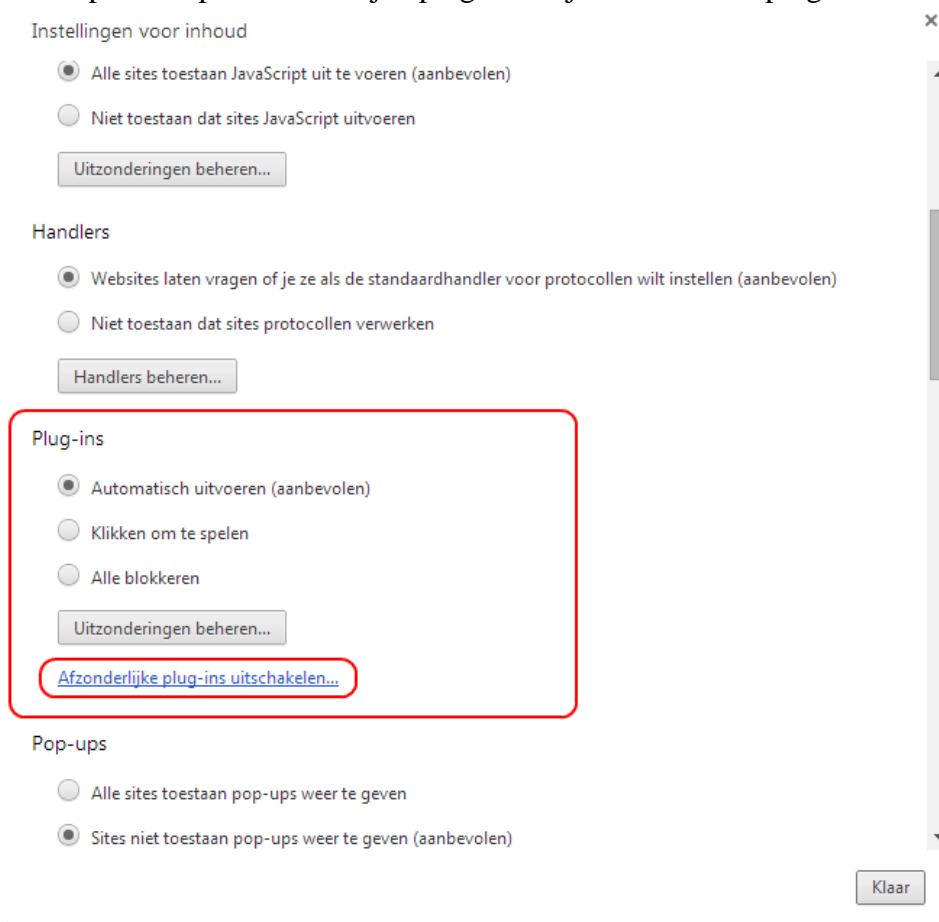 Instellingen voor inhoud
Alle sites toestaan JavaScript uit te voeren (aanbevolen)
Niet toestaan dat sites JavaScript uitvoeren
Uitzonderingen beheren...
Handlers
Websites laten vragen of je ze als de standaardhandler voor protocollen wilt instellen (aanbevolen)
Niet toestaan dat sites protocollen verwerken
Handlers beheren...
Plug-ins
Automatisch uitvoeren (aanbevolen)
Klikken om te spelen
Alle blokkeren
Uitzonderingen beheren...
Afzonderlijke plug-ins uitschakelen...
Pop-ups
Alle sites toestaan pop-ups weer te geven
Sites niet toestaan pop-ups weer te geven (aanbevolen)
Klaar